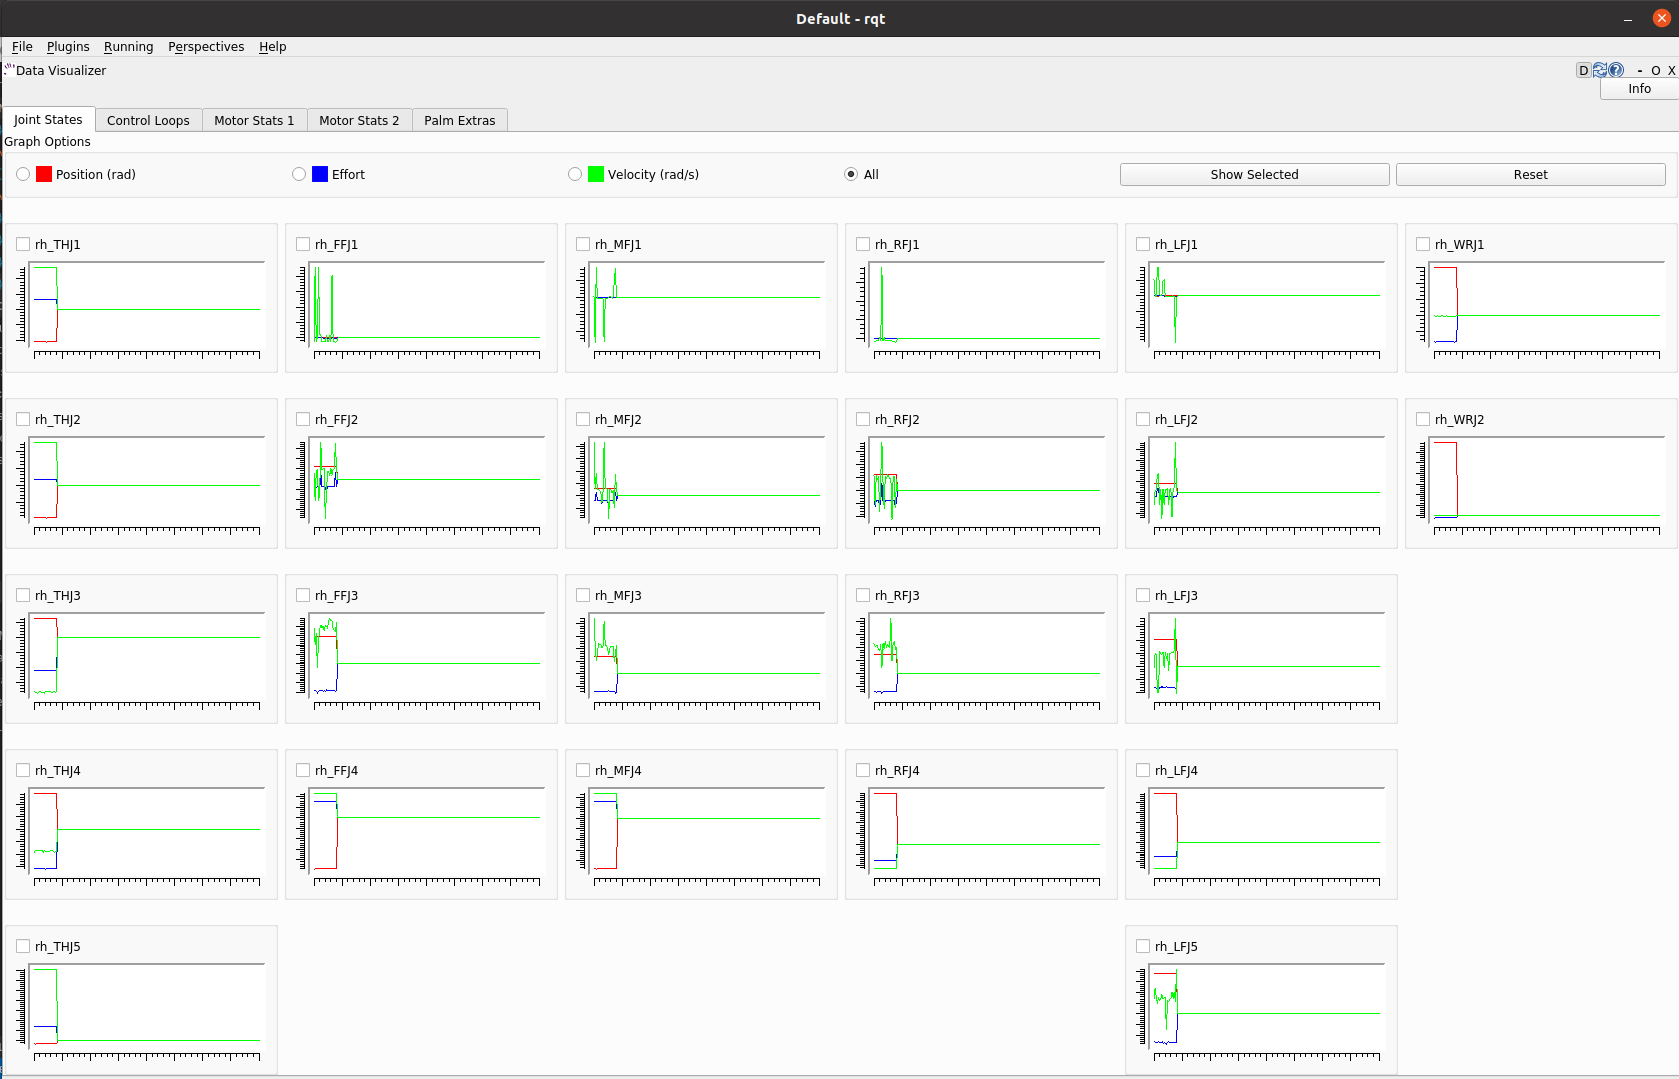 Default - rqt
File Plugins Running Perspectives Help
Data Visualizer
D - O X
Info
Joint States Control Loops Motor Stats 1 Motor Stats 2 Palm Extras
Graph Options
Position (rad) Effort Velocity (rad/s) All Show Selected Reset
rh_THJ1 rh_FFJ1 rh_MFJ1 rh_RFJ1 rh_LFJ1 rh_WRJ1
rh_THJ2 rh_FFJ2 rh_MFJ2 rh_RFJ2 rh_LFJ2 rh_WRJ2
rh_THJ3 rh_FFJ3 rh_MFJ3 rh_RFJ3 rh_LFJ3
rh_THJ4 rh_FFJ4 rh_MFJ4 rh_RFJ4 rh_LFJ4
rh_THJ5 rh_LFJ5